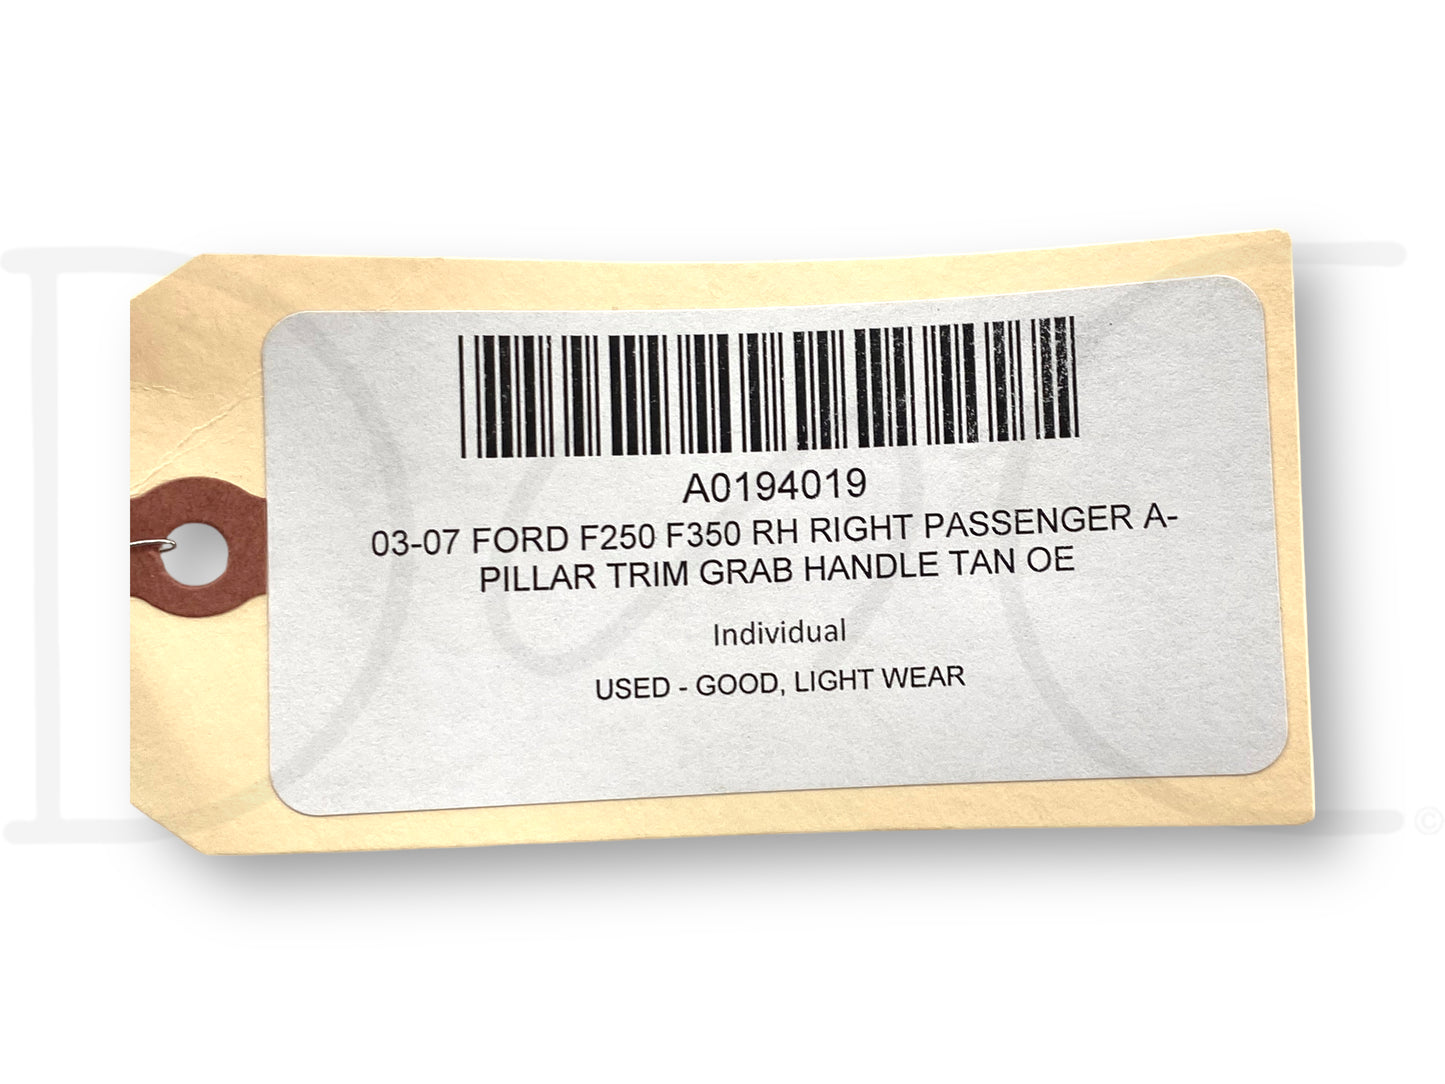 A0194019
03-07 FORD F250 F350 RH RIGHT PASSENGER A-
PILLAR TRIM GRAB HANDLE TAN OE
Individual
USED - GOOD, LIGHT WEAR
©